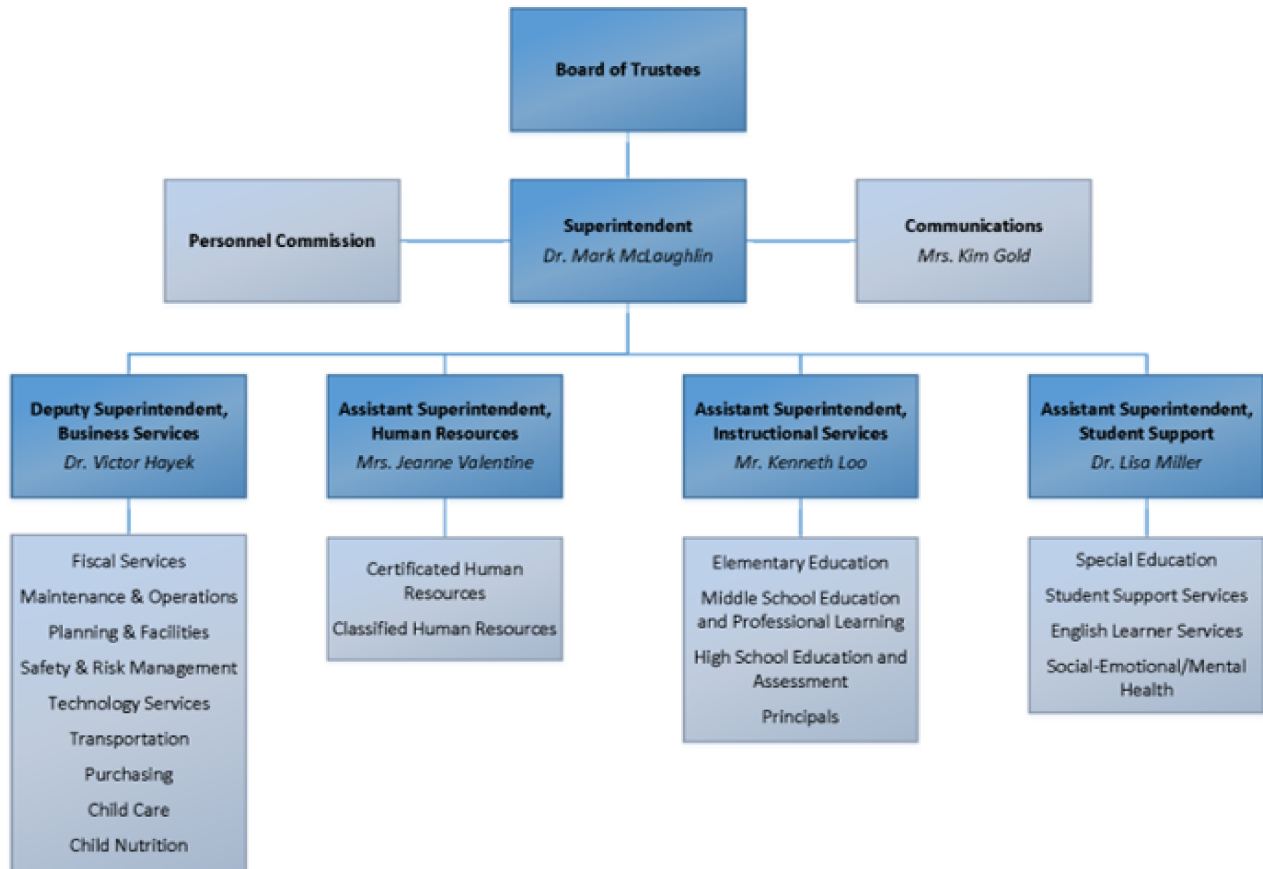 Board of Trustees
Personnel Commission
Superintendent
Dr. Mark McLaughlin
Communications
Mrs. Kim Gold
Deputy Superintendent,
Business Services
Dr. Victor Hayek
Assistant Superintendent,
Human Resources
Mrs. Jeanne Valentine
Assistant Superintendent,
Instructional Services
Mr. Kenneth Loo
Assistant Superintendent,
Student Support
Dr. Lisa Miller
Fiscal Services
Maintenance & Operations
Planning & Facilities
Safety & Risk Management
Technology Services
Transportation
Purchasing
Child Care
Child Nutrition
Certificated Human
Resources
Classified Human Resources
Elementary Education
Middle School Education
and Professional Learning
High School Education and
Assessment
Principals
Special Education
Student Support Services
English Learner Services
Social-Emotional/Mental
Health